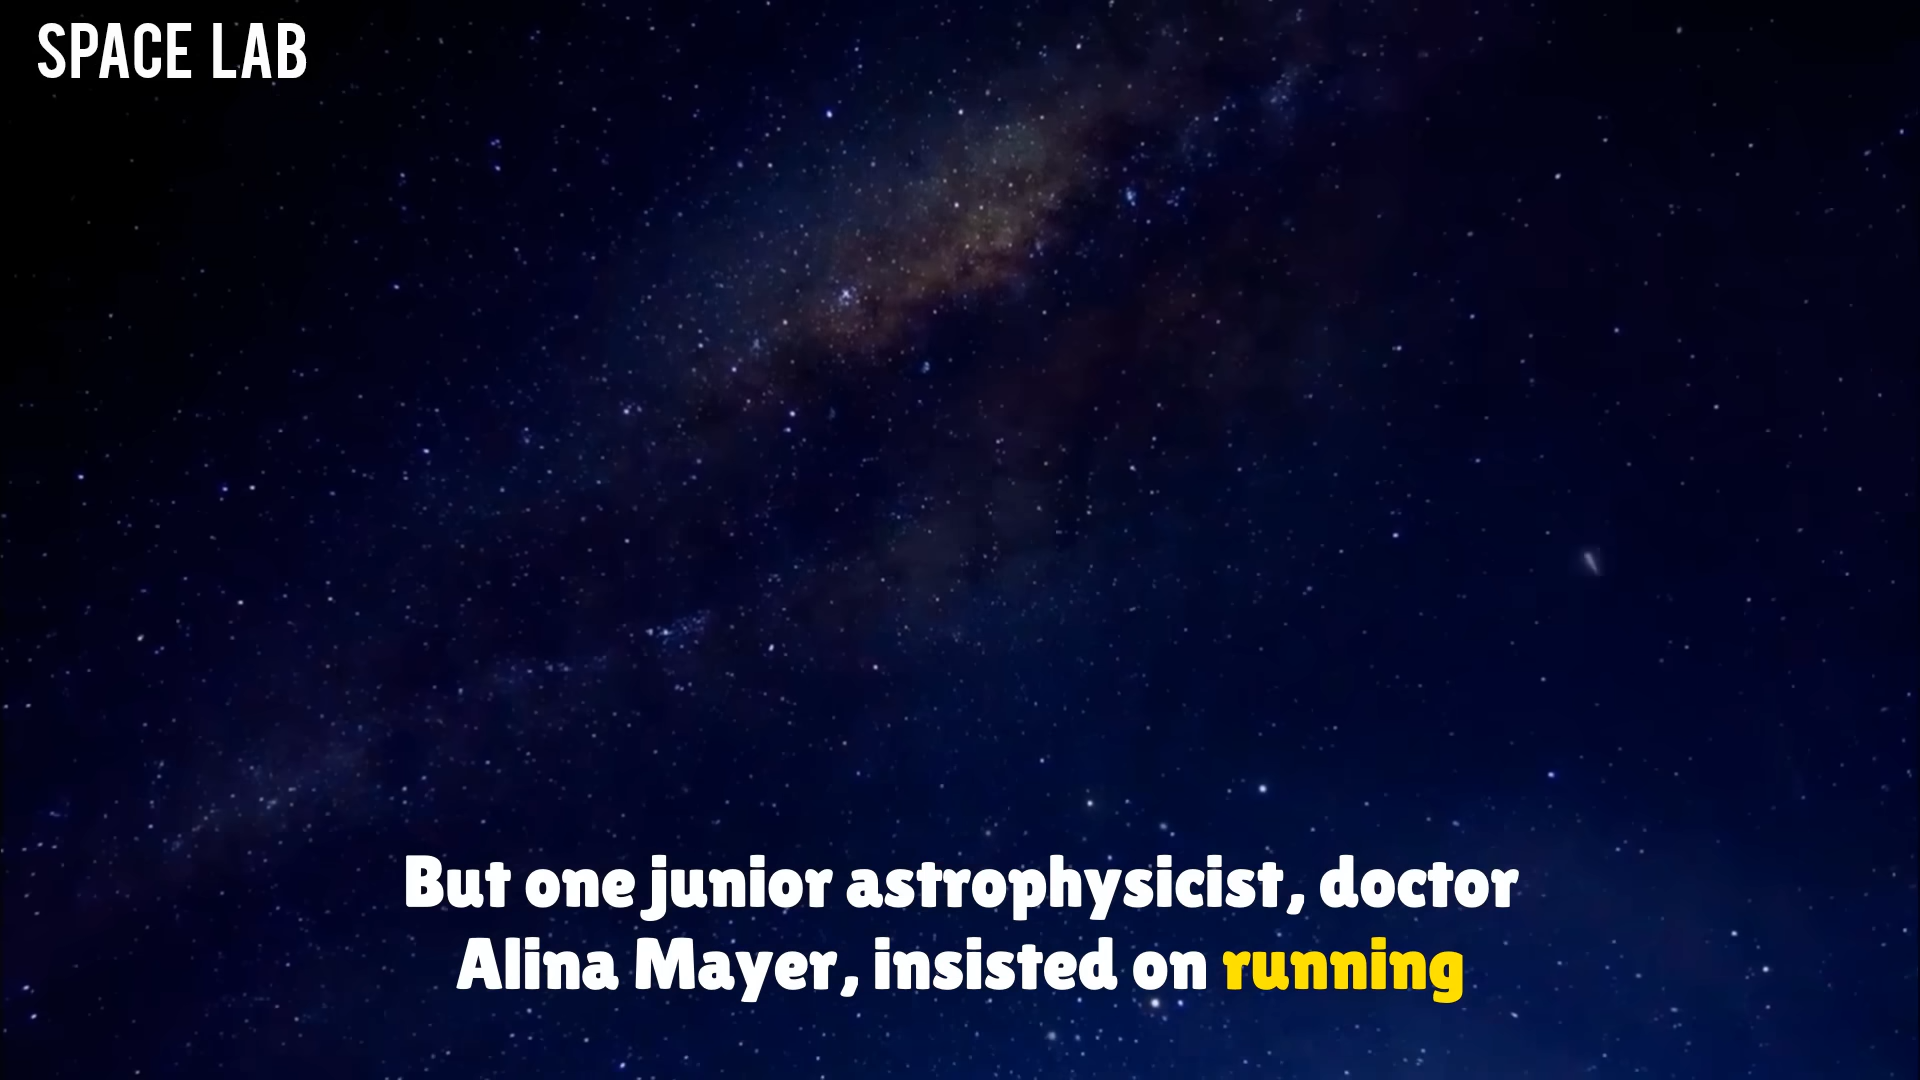 SPACE LAB
But one junior astrophysicist, doctor
Alina Mayer, insisted on running